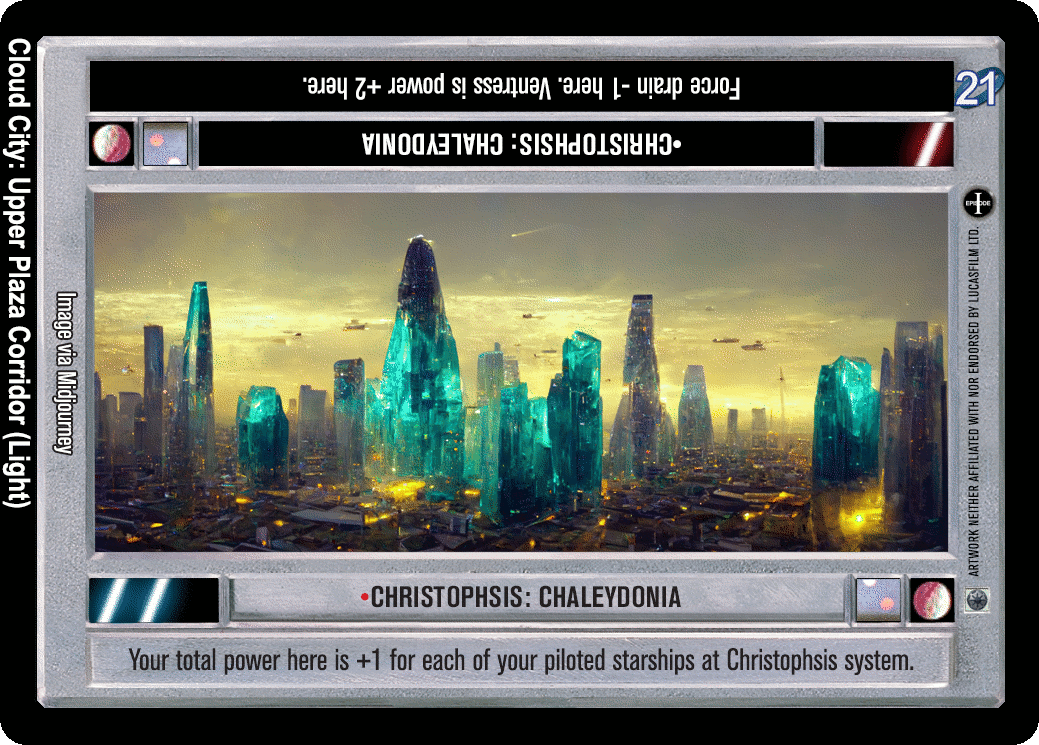 Cloud City: Upper Plaza Corridor (Light)
Force drain -1 here. Ventress is power +2 here.
21
•CHRISTOPHSIS: CHALEYDONIA
EPISODE
I
Image via Midjourney
ARTWORK NEITHER AFFILIATED WITH NOR ENDORSED BY LUCASFILM LTD.
•CHRISTOPHSIS: CHALEYDONIA
Your total power here is +1 for each of your piloted starships at Christophsis system.